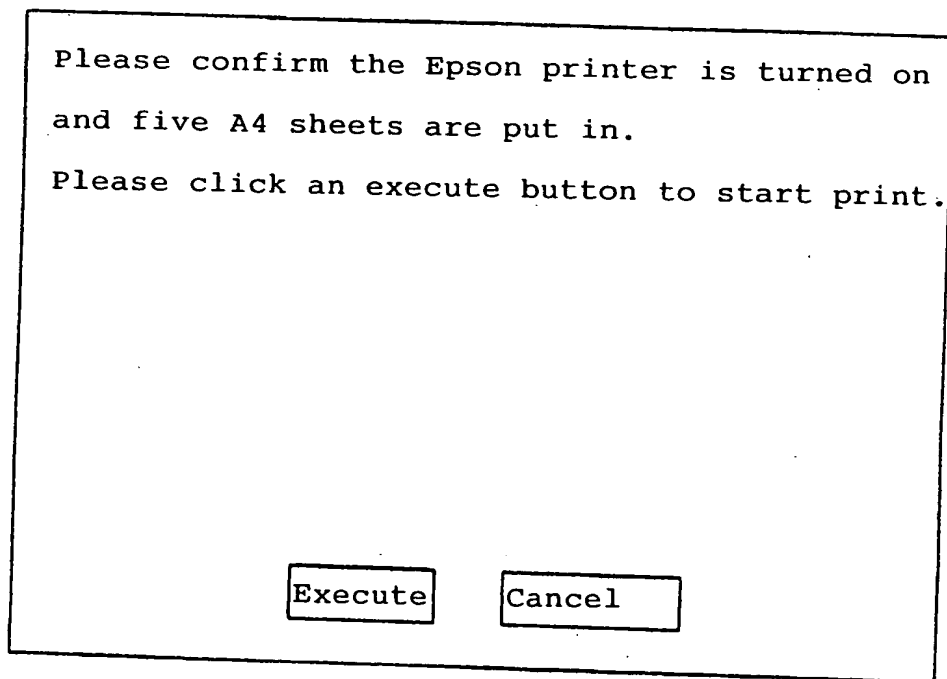 Please confirm the Epson printer is turned on
and five A4 sheets are put in.
Please click an execute button to start print.
Execute Cancel